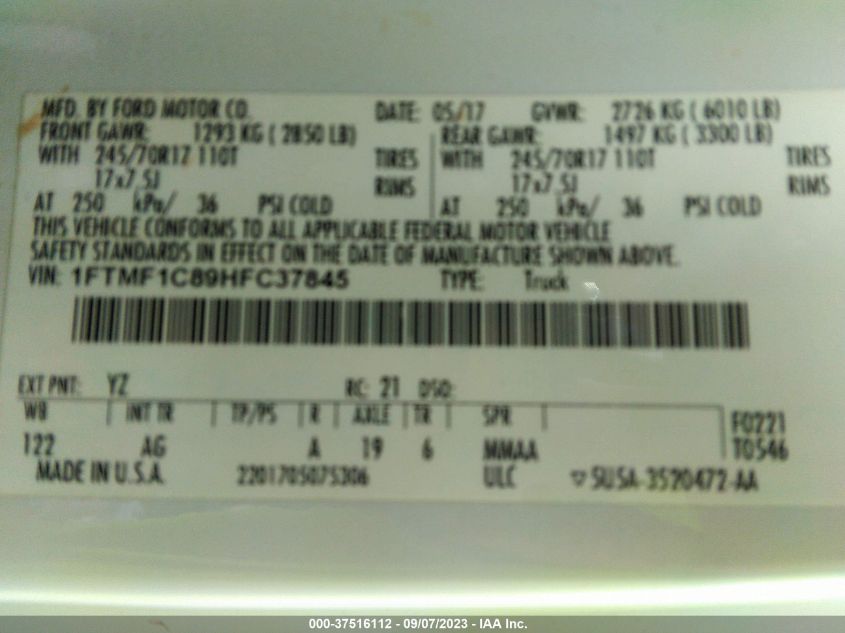 MFD. BY FORD MOTOR CO. DATE: 05/17 GVWR: 2726 KG ( 6010 LB)
FRONT GAWR: 1293 KG ( 2850 LB) REAR GAWR: 1497 KG ( 3300 LB)
WITH 245/70R17 110T TIRES WITH 245/70R17 110T TIRES
17x7.5J RIMS 17x7.5J RIMS
AT 250 kPa/ 36 PSI COLD AT 250 kPa/ 36 PSI COLD
THIS VEHICLE CONFORMS TO ALL APPLICABLE FEDERAL MOTOR VEHICLE
SAFETY STANDARDS IN EFFECT ON THE DATE OF MANUFACTURE SHOWN ABOVE.
VIN: 1FTMF1C89HFC37845 TYPE: Truck
EXT PNT: YZ RC: 21 DSO:
WB INT TR TP/PS R AXLE TR SPR F0221
122 AG A 19 6 MMAA T0546
MADE IN U.S.A. 2201705075306 ULC ▽ SU5A-3520472-AA
000-37516112 - 09/07/2023 - IAA Inc.